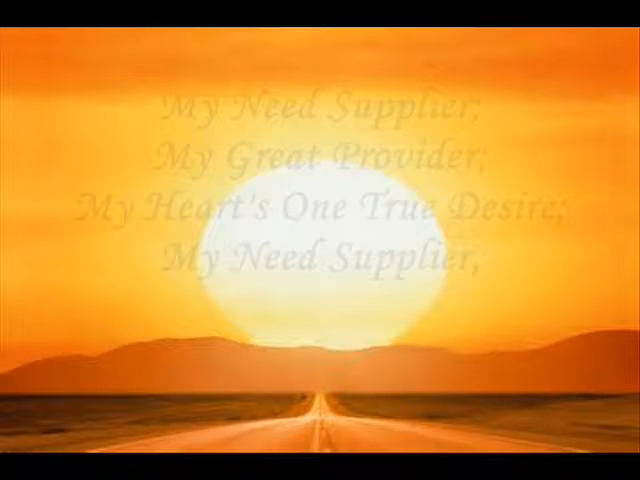 My Need Supplier;
My Great Provider;
My Heart's One True Desire;
My Need Supplier,